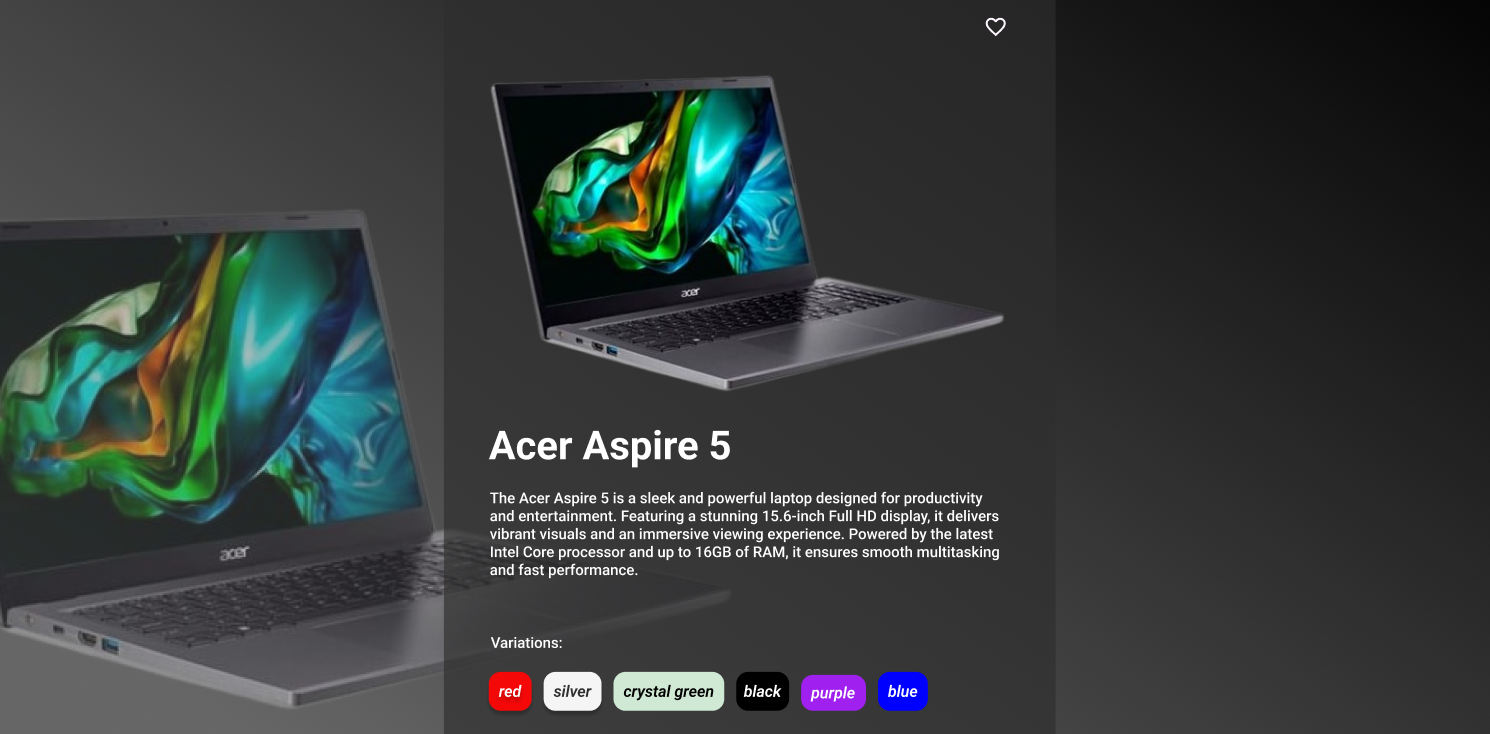 acer
acer
Acer Aspire 5
The Acer Aspire 5 is a sleek and powerful laptop designed for productivity
and entertainment. Featuring a stunning 15.6-inch Full HD display, it delivers
vibrant visuals and an immersive viewing experience. Powered by the latest
Intel Core processor and up to 16GB of RAM, it ensures smooth multitasking
and fast performance.
Variations:
red silver crystal green black purple blue